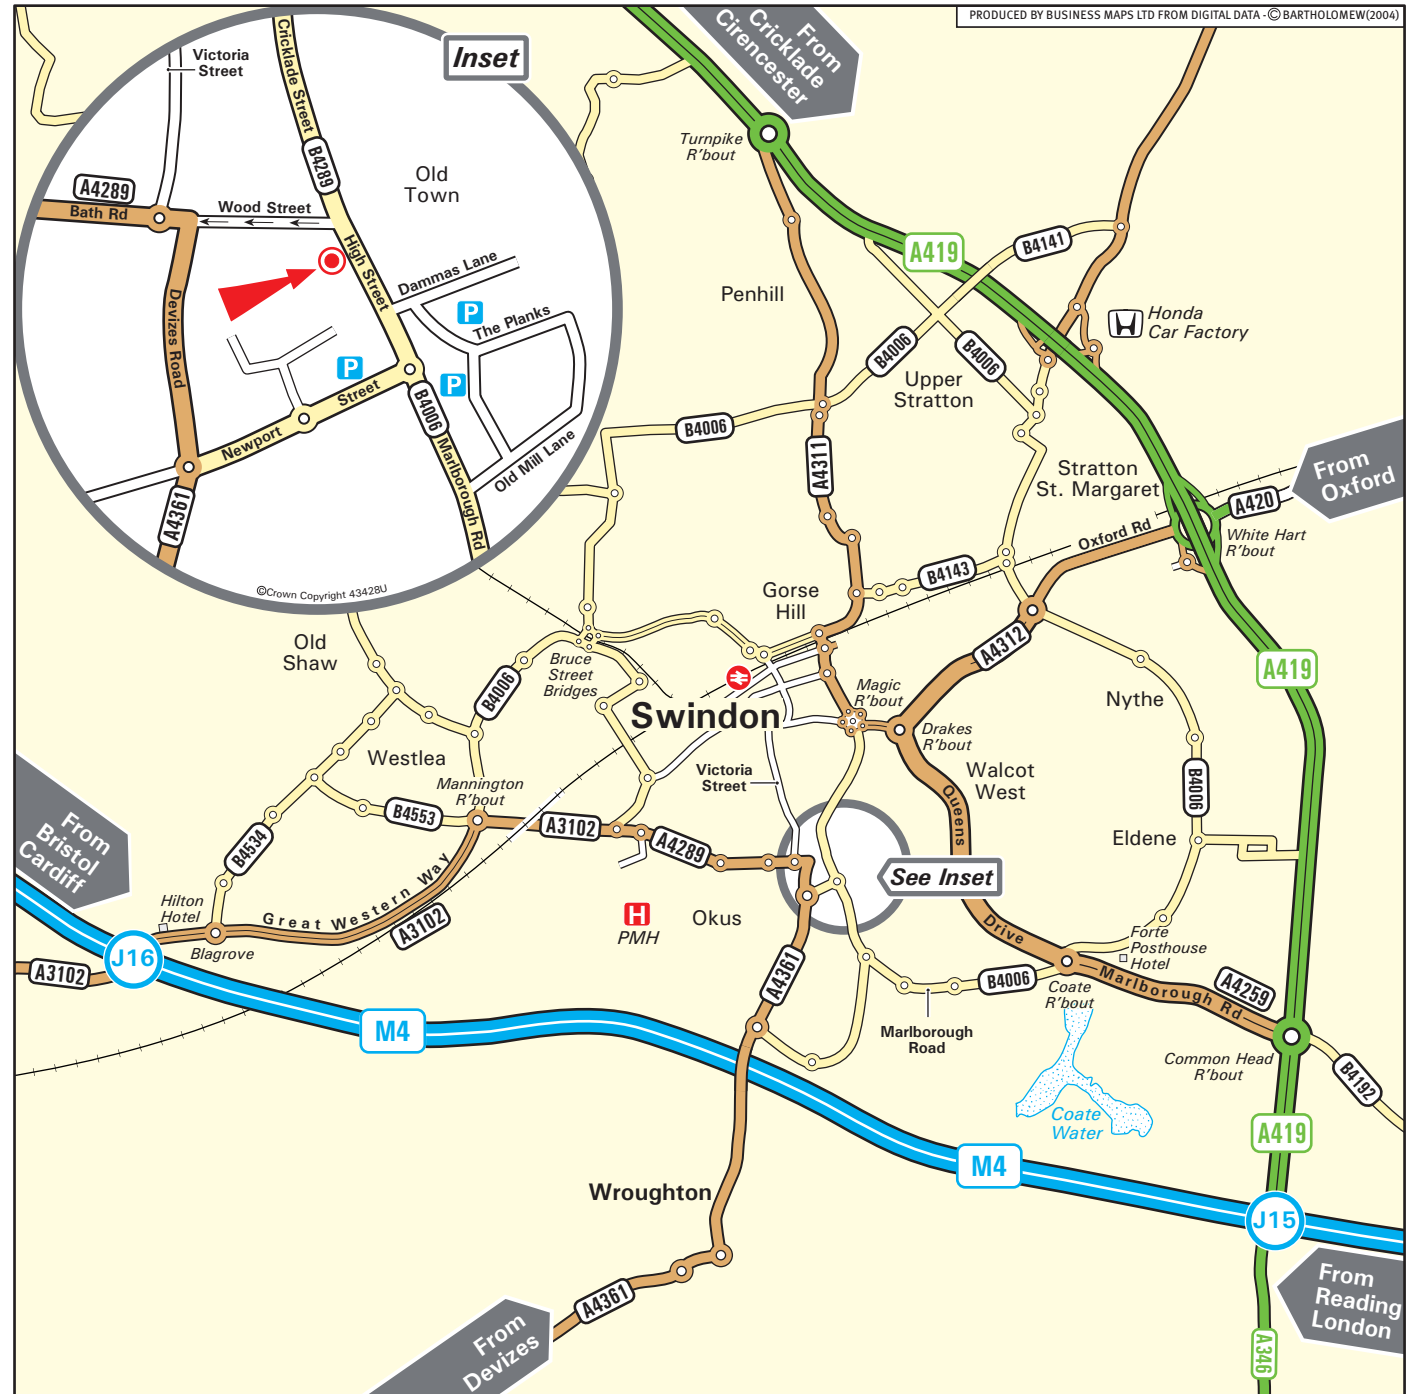 PRODUCED BY BUSINESS MAPS LTD FROM DIGITAL DATA - © BARTHOLOMEW(2004)
Inset
Victoria
Street
Cricklade Street
B4289
Old
Town
A4289
Bath Rd
Wood Street
High Street
Dammas Lane
P
The Planks
Devizes Road
P
P
Street
Newport
B4006
Marlborough Rd
Old Mill Lane
A4361
©Crown Copyright 43428U
From
Cricklade
Cirencester
Turnpike
R'bout
A419
B4141
Penhill
Honda
Car Factory
B4006
B4006
Upper
Stratton
B4006
A4311
Stratton
St. Margaret
From
Oxford
A420
Oxford Rd
White Hart
R'bout
B4143
Gorse
Hill
A4312
Old
Shaw
Bruce
Street
Bridges
B4006
A419
Magic
R'bout
Nythe
Swindon
Drakes
R'bout
Westlea
Mannington
R'bout
Victoria
Street
Walcot
West
B4006
Queens
B4553
A3102
A4289
Eldene
From
Bristol
Cardiff
B4534
See Inset
Great Western Way
A3102
Hilton
Hotel
H
PMH
Okus
Blagrove
Drive
Forte
Posthouse
Hotel
J16
A3102
A4361
B4006
Coate
R'bout
Marlborough Rd
A4259
M4
Marlborough
Road
Common Head
R'bout
B4192
Coate
Water
A419
M4
Wroughton
J15
A4361
From
Devizes
From
Reading
London
A346